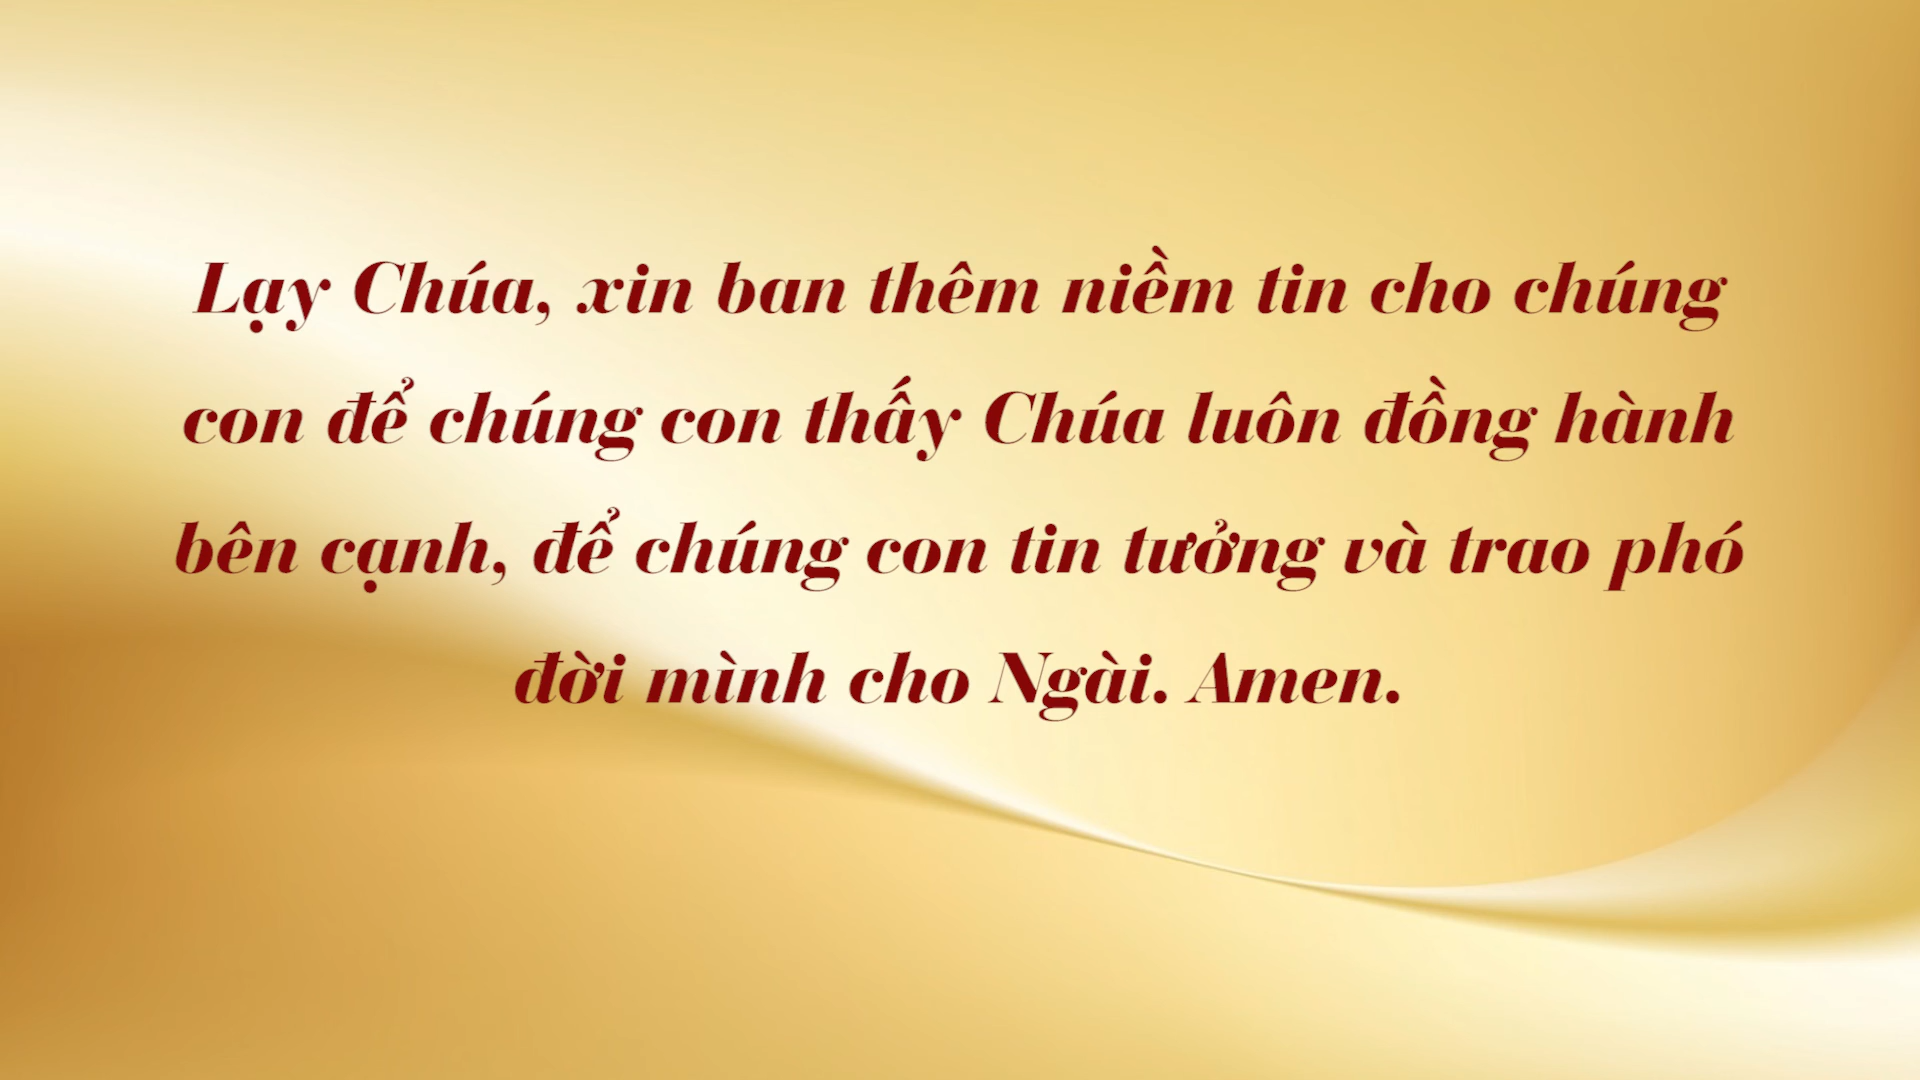 Lạy Chúa, xin ban thêm niềm tin cho chúng
con để chúng con thấy Chúa luôn đồng hành
bên cạnh, để chúng con tin tưởng và trao phó
đời mình cho Ngài. Amen.